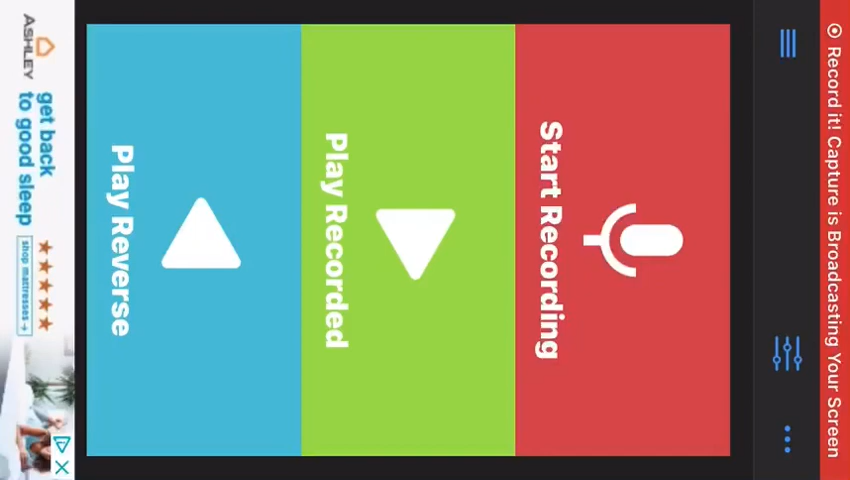 Record it! Capture is Broadcasting Your Screen
Start Recording
Play Recorded
Play Reverse
ASHLEY
get back
to good sleep
shop mattresses